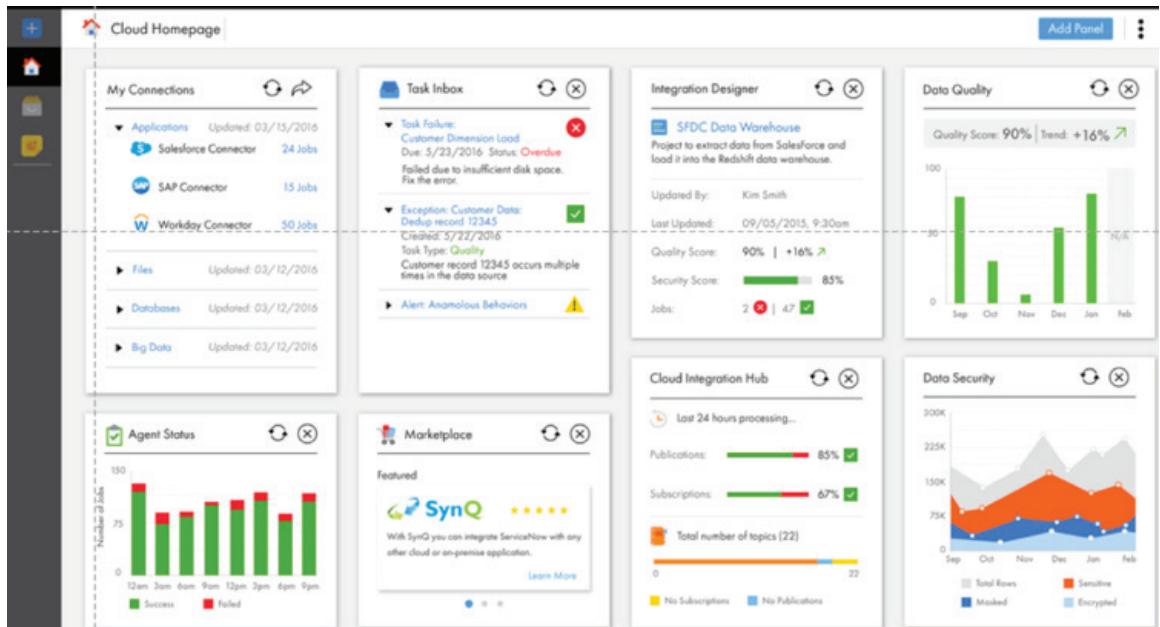 Cloud Homepage
Add Panel
My Connections
Applications Updated: 03/15/2016
Salesforce Connector 24 Jobs
SAP Connector 15 Jobs
Workday Connector 50 Jobs
Files Updated: 03/12/2016
Databases Updated: 03/12/2016
Big Data Updated: 03/12/2016
Task Inbox
Task Failure:
Customer Dimension Load
Due: 5/23/2016 Status: Overdue
Failed due to insufficient disk space.
Fix the error.
Exception: Customer Data:
Dedup record 12345
Created: 5/22/2016
Task Type: Quality
Customer record 12345 occurs multiple
times in the data source
Alert: Anamolous Behaviors
Integration Designer
SFDC Data Warehouse
Project to extract data from SalesForce and
load it into the Redshift data warehouse.
Updated By: Kim Smith
Last Updated: 09/05/2015, 9:30am
Quality Score: 90% | +16%
Security Score: 85%
Jobs: 2 | 47
Data Quality
Quality Score: 90% | Trend: +16%
100
50
0
N/A
Sep Oct Nov Dec Jan Feb
Agent Status
Number of Jobs
150
75
0
12am 3am 6am 9am 12pm 3pm 6pm 9pm
Success Failed
Marketplace
Featured
SynQ
With SynQ you can integrate ServiceNow with any
other cloud or on-premise application.
Learn More
Cloud Integration Hub
Last 24 hours processing...
Publications: 85%
Subscriptions: 67%
Total number of topics (22)
0 22
No Subscriptions No Publications
Data Security
300K
225K
150K
75K
0
Sep Oct Nov Dec Jan Feb
Total Rows Sensitive
Masked Encrypted